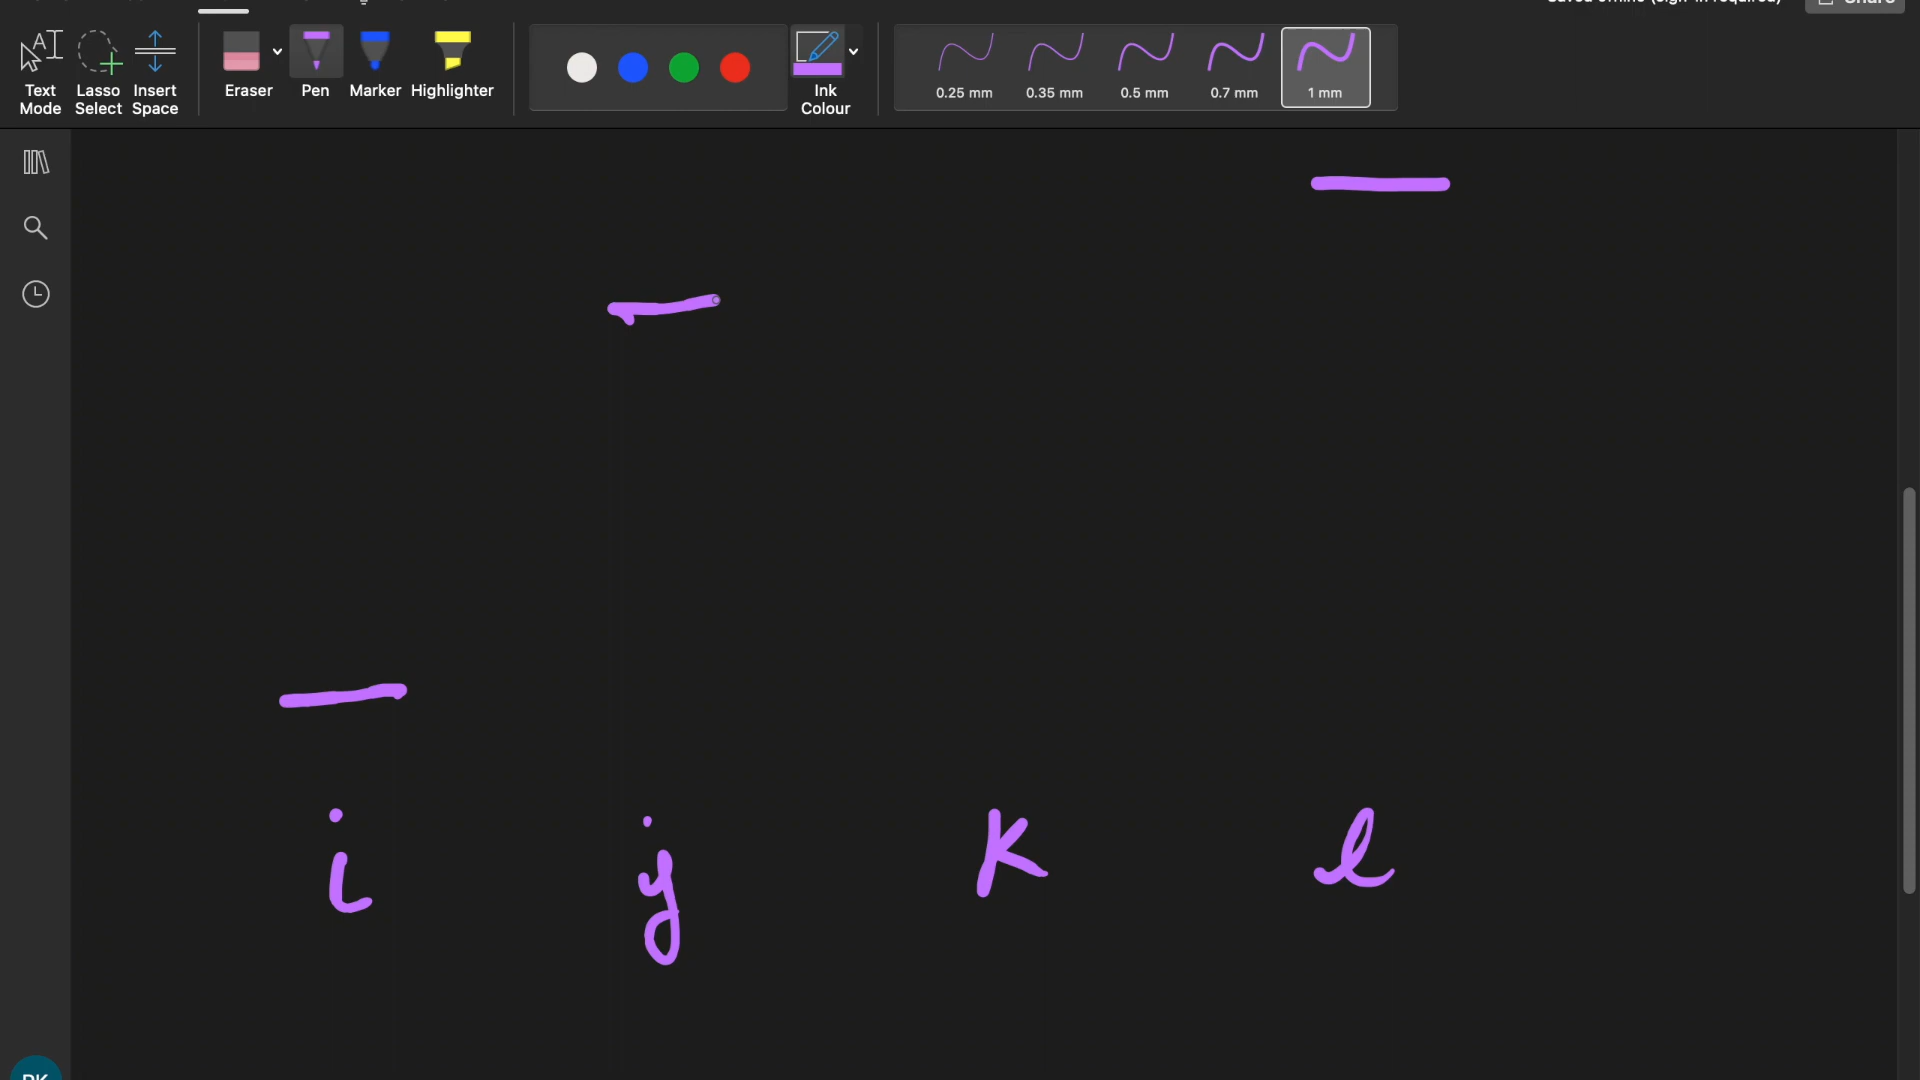 Text Mode
Lasso Select
Insert Space
Eraser
Pen
Marker
Highlighter
Ink Colour
0.25 mm
0.35 mm
0.5 mm
0.7 mm
1 mm
i j k l